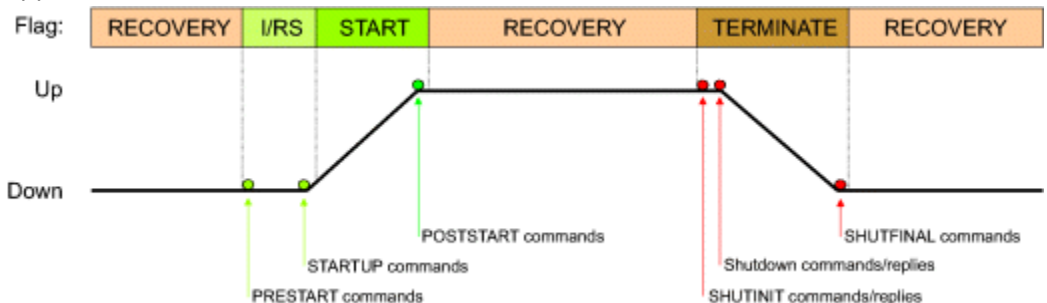 Flag: RECOVERY I/RS START RECOVERY TERMINATE RECOVERY
Up
Down
POSTSTART commands SHUTFINAL commands
STARTUP commands Shutdown commands/replies
PRESTART commands SHUTINIT commands/replies